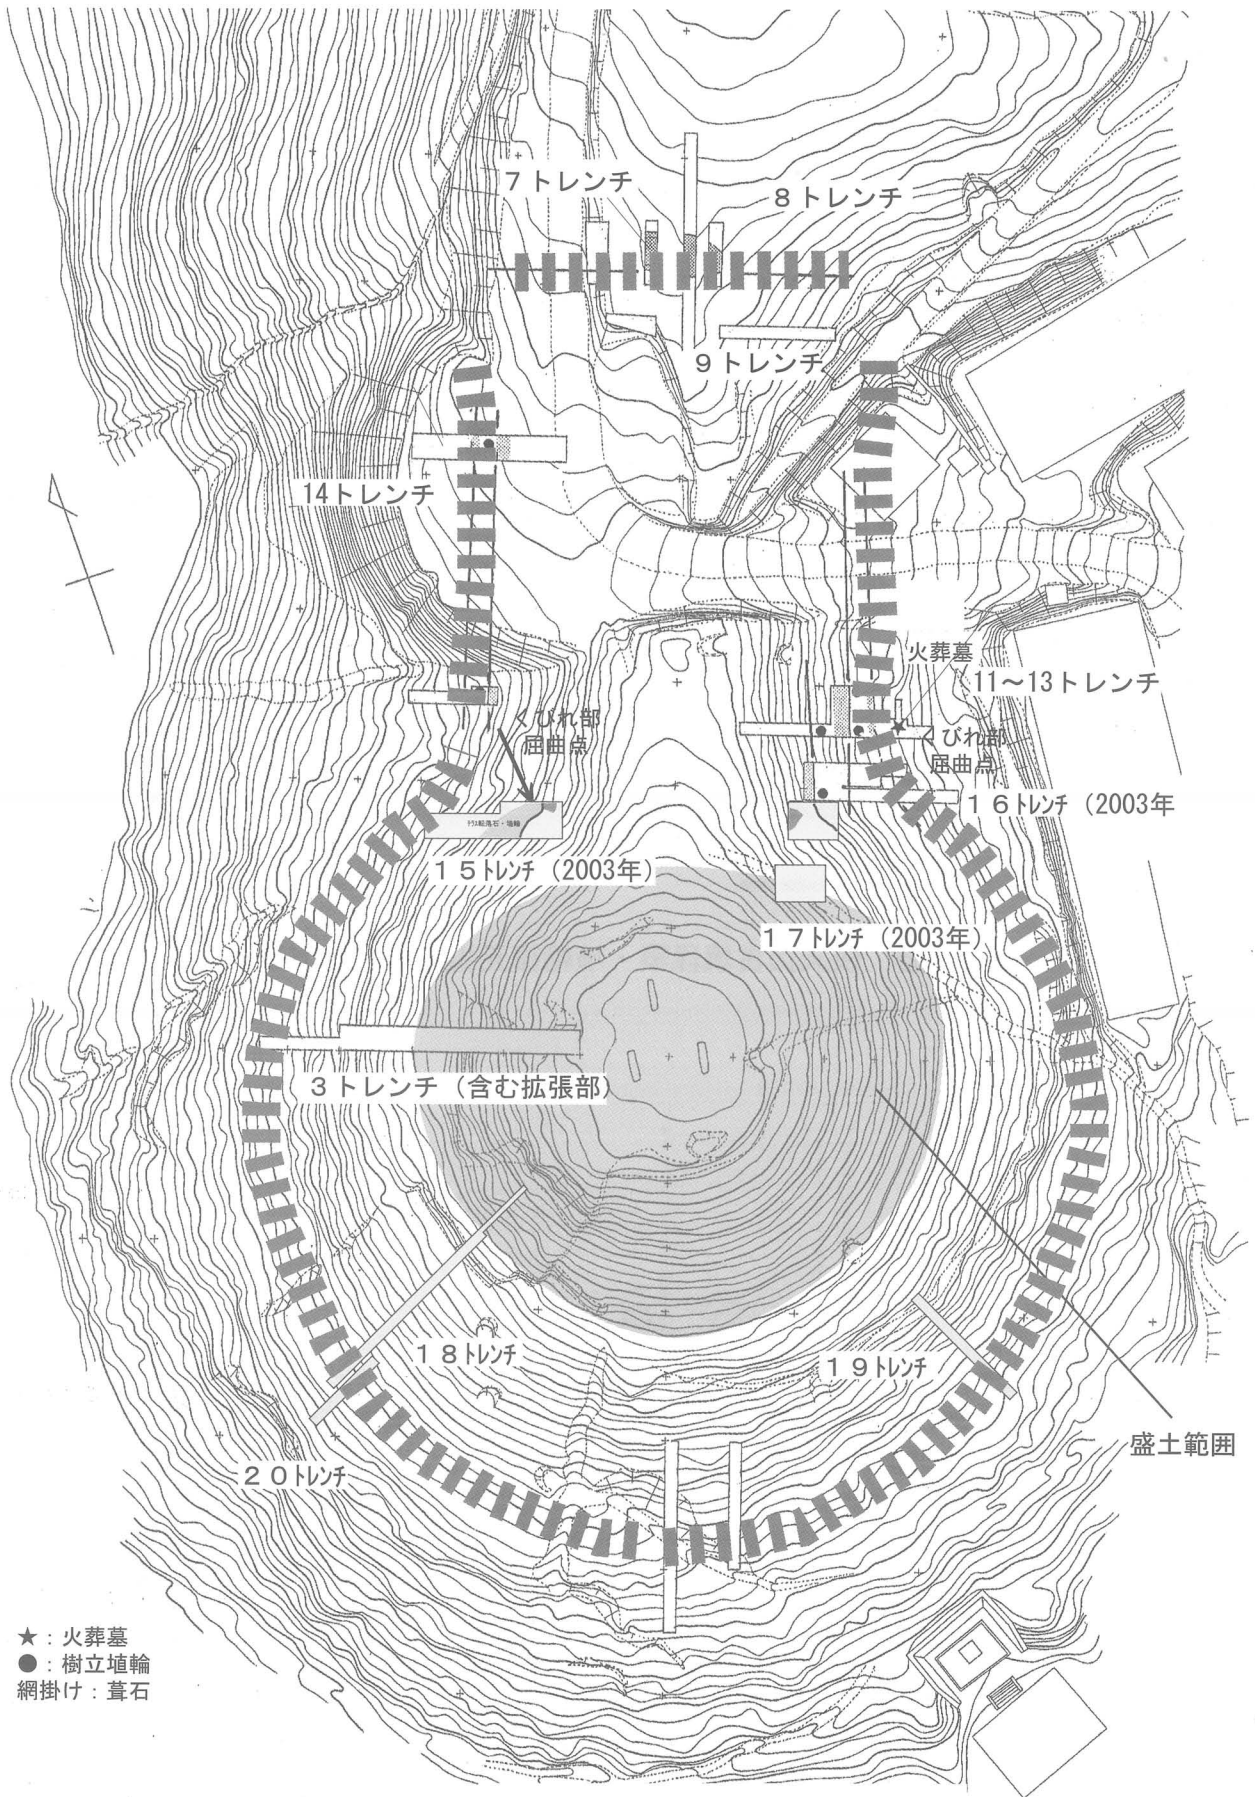 7トレンチ
8トレンチ
9トレンチ
14トレンチ
火葬墓
11～13トレンチ
くびれ部
屈曲点
くびれ部
屈曲点
16トレンチ（2003年
15トレンチ（2003年）
17トレンチ（2003年）
3トレンチ（含む拡張部）
18トレンチ
19トレンチ
盛土範囲
20トレンチ
★：火葬墓
●：樹立埴輪
網掛け：葺石